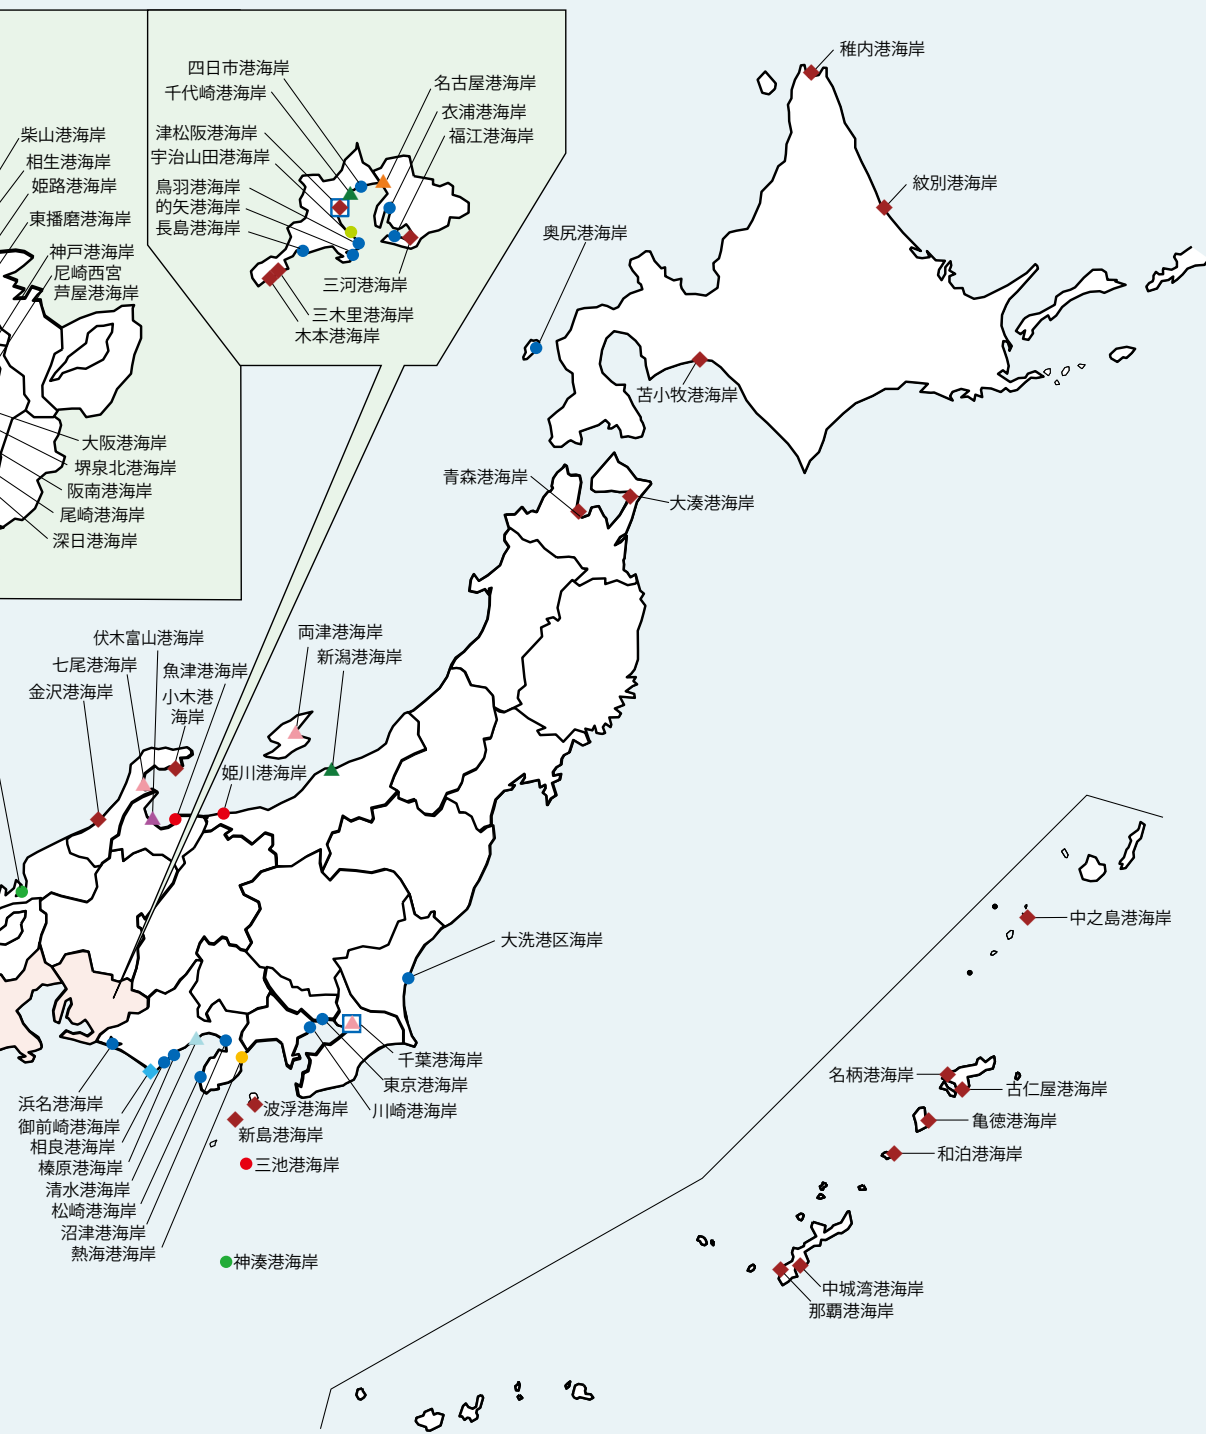 稚内港海岸
紋別港海岸
奥尻港海岸
苫小牧港海岸
青森港海岸
大湊港海岸
四日市港海岸
千代崎港海岸
津松阪港海岸
宇治山田港海岸
鳥羽港海岸
的矢港海岸
長島港海岸
名古屋港海岸
衣浦港海岸
福江港海岸
三河港海岸
三木里港海岸
木本港海岸
柴山港海岸
相生港海岸
姫路港海岸
東播磨港海岸
神戸港海岸
尼崎西宮
芦屋港海岸
大阪港海岸
堺泉北港海岸
阪南港海岸
尾崎港海岸
深日港海岸
伏木富山港海岸
七尾港海岸
魚津港海岸
金沢港海岸
小木港
海岸
両津港海岸
新潟港海岸
姫川港海岸
大洗港区海岸
千葉港海岸
東京港海岸
川崎港海岸
浜名港海岸
御前崎港海岸
相良港海岸
榛原港海岸
清水港海岸
松崎港海岸
沼津港海岸
熱海港海岸
波浮港海岸
新島港海岸
三池港海岸
神湊港海岸
中之島港海岸
名柄港海岸
古仁屋港海岸
亀徳港海岸
和泊港海岸
中城湾港海岸
那覇港海岸